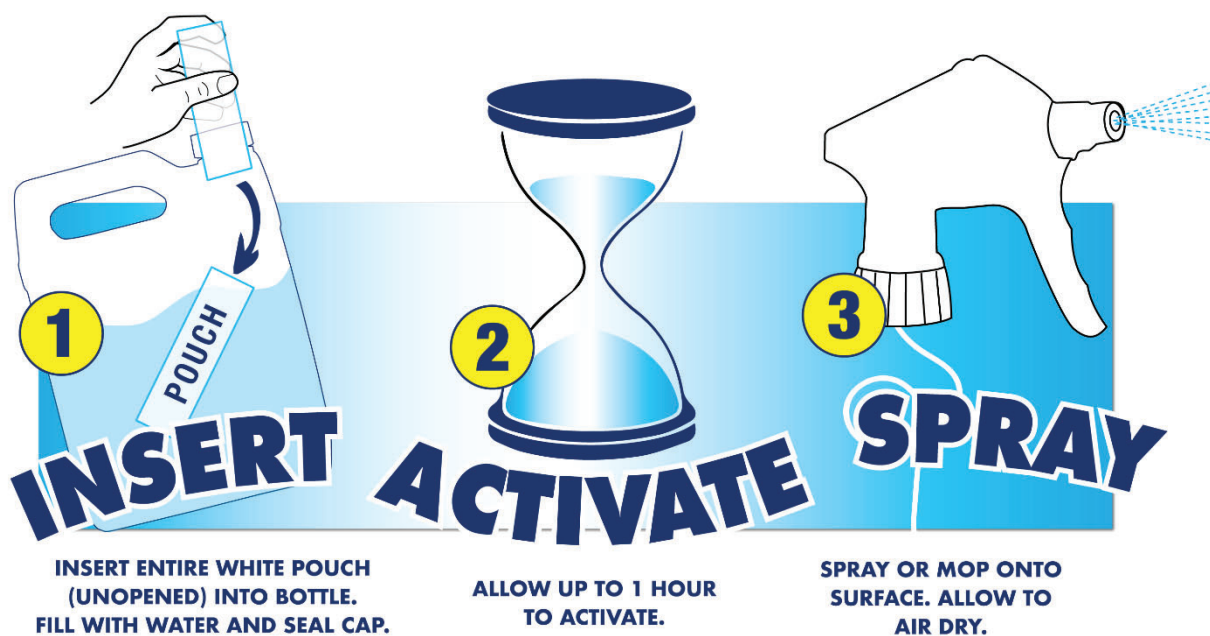 1
POUCH
INSERT
INSERT ENTIRE WHITE POUCH
(UNOPENED) INTO BOTTLE.
FILL WITH WATER AND SEAL CAP.
2
ACTIVATE
ALLOW UP TO 1 HOUR
TO ACTIVATE.
3
SPRAY
SPRAY OR MOP ONTO
SURFACE. ALLOW TO
AIR DRY.